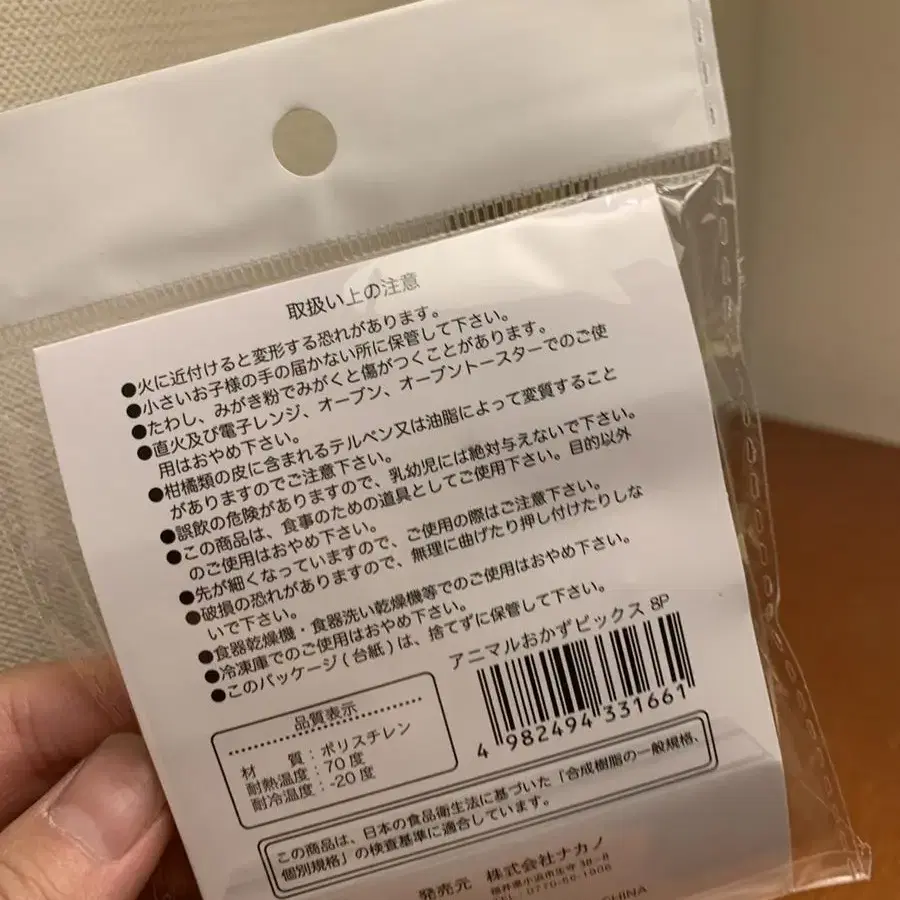 取扱い上の注意
●火に近付けると変形する恐れがあります。
●小さいお子様の手の届かない所に保管して下さい。
●たわし、みがき粉でみがくと傷がつくことがあります。
●直火及び電子レンジ、オーブン、オーブントースターでのご使
用はおやめ下さい。
●柑橘類の皮に含まれるテルペン又は油脂によって変質すること
がありますのでご注意下さい。
●誤飲の危険がありますので、乳幼児には絶対与えないで下さい。
●この商品は、食事のための道具としてご使用下さい。目的以外
のご使用はおやめ下さい。
●先が細くなっていますので、ご使用の際はご注意下さい。
●破損の恐れがありますので、無理に曲げたり押し付けたりしな
いで下さい。
●食器乾燥機・食器洗い乾燥機等でのご使用はおやめ下さい。
●冷凍庫でのご使用はおやめ下さい。
●このパッケージ(台紙)は、捨てずに保管して下さい。
アニマルおかずピックス 8P
4 982494 331661
品質表示
材　質：ポリスチレン
耐熱温度：70度
耐冷温度：-20度
この商品は、日本の食品衛生法に基づいた「合成樹脂の一般規格、
個別規格」の検査基準に適合しています。
発売元 株式会社ナカノ
CHINA